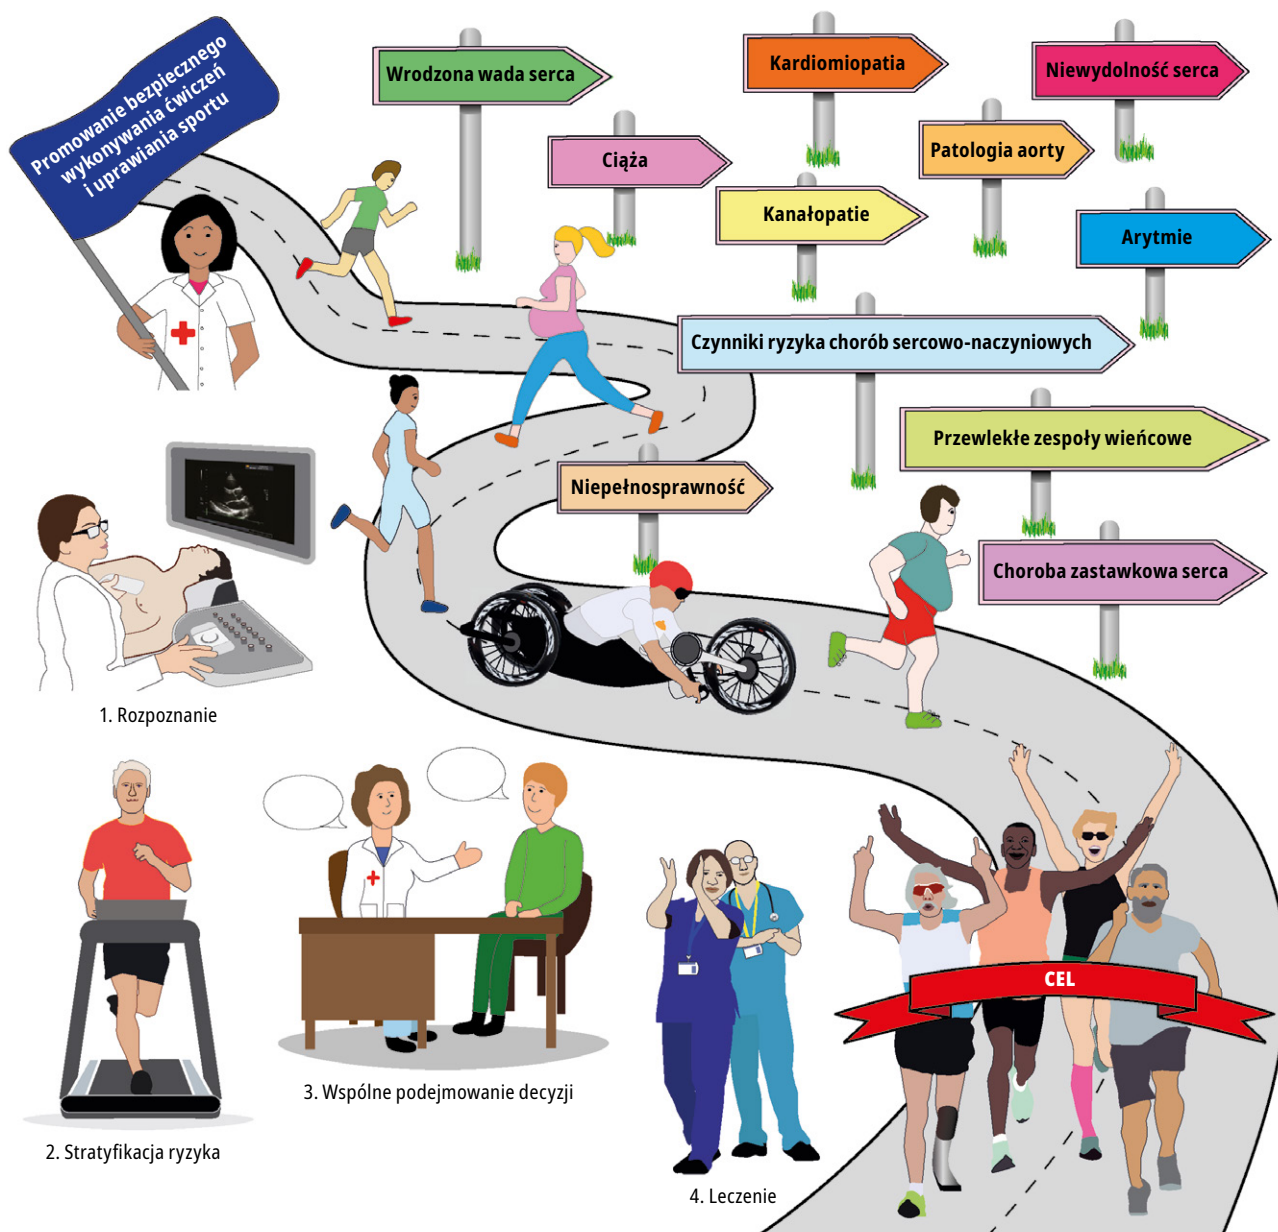 Promowanie bezpiecznego
wykonywania ćwiczeń
i uprawiania sportu
Wrodzona wada serca
Kardiomiopatia
Niewydolność serca
Ciąża
Patologia aorty
Kanałopatie
Arytmie
Czynniki ryzyka chorób sercowo-naczyniowych
Przewlekłe zespoły wieńcowe
Niepełnosprawność
Choroba zastawkowa serca
1. Rozpoznanie
2. Stratyfikacja ryzyka
3. Wspólne podejmowanie decyzji
4. Leczenie
CEL